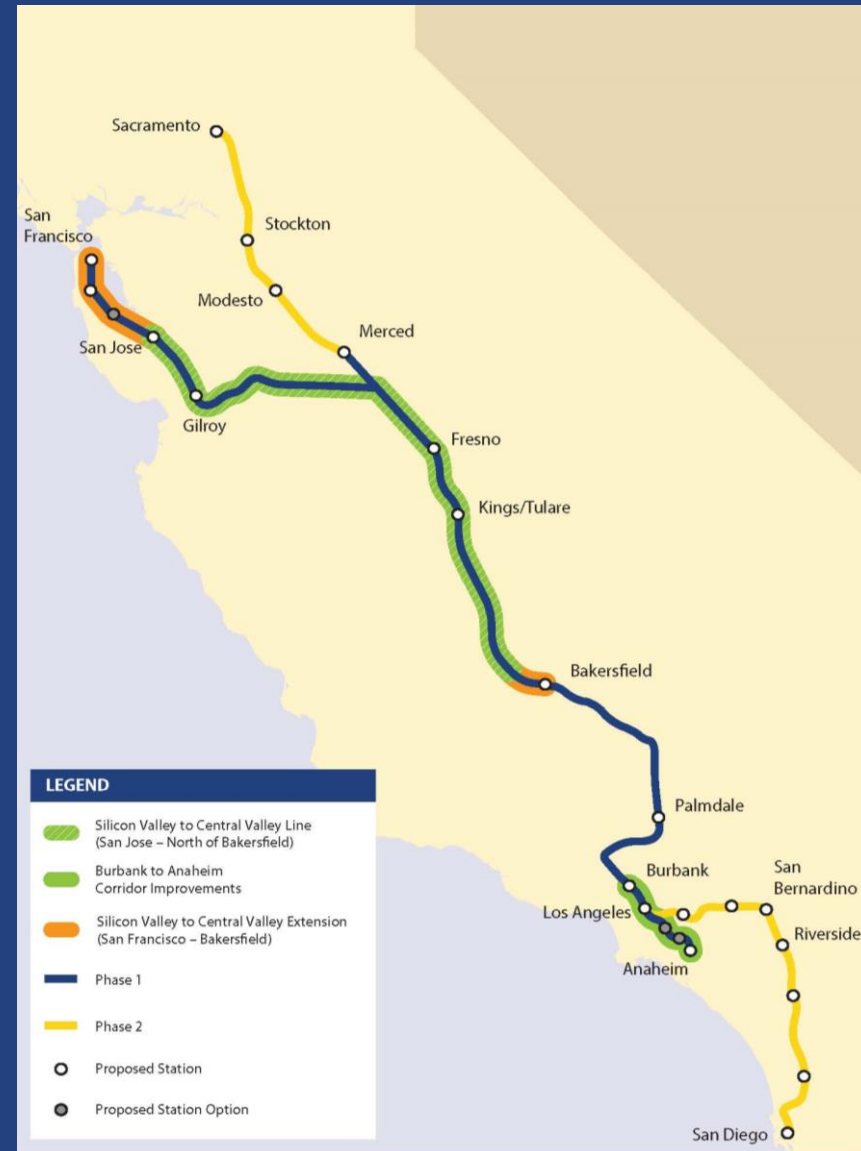 Sacramento
San
Francisco
Stockton
Modesto
Merced
San Jose
Gilroy
Fresno
Kings/Tulare
Bakersfield
Palmdale
Burbank
San
Bernardino
Los Angeles
Riverside
Anaheim
San Diego
LEGEND
Silicon Valley to Central Valley Line
(San Jose – North of Bakersfield)
Burbank to Anaheim
Corridor Improvements
Silicon Valley to Central Valley Extension
(San Francisco – Bakersfield)
Phase 1
Phase 2
Proposed Station
Proposed Station Option